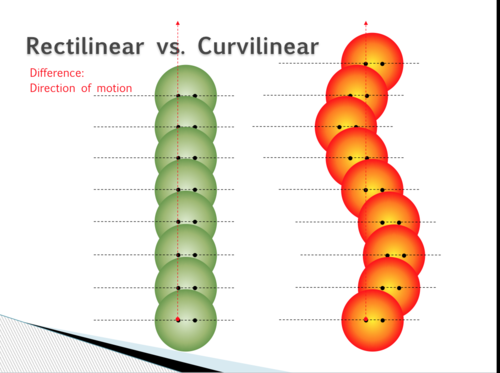 Rectilinear vs. Curvilinear
Difference:
Direction of motion